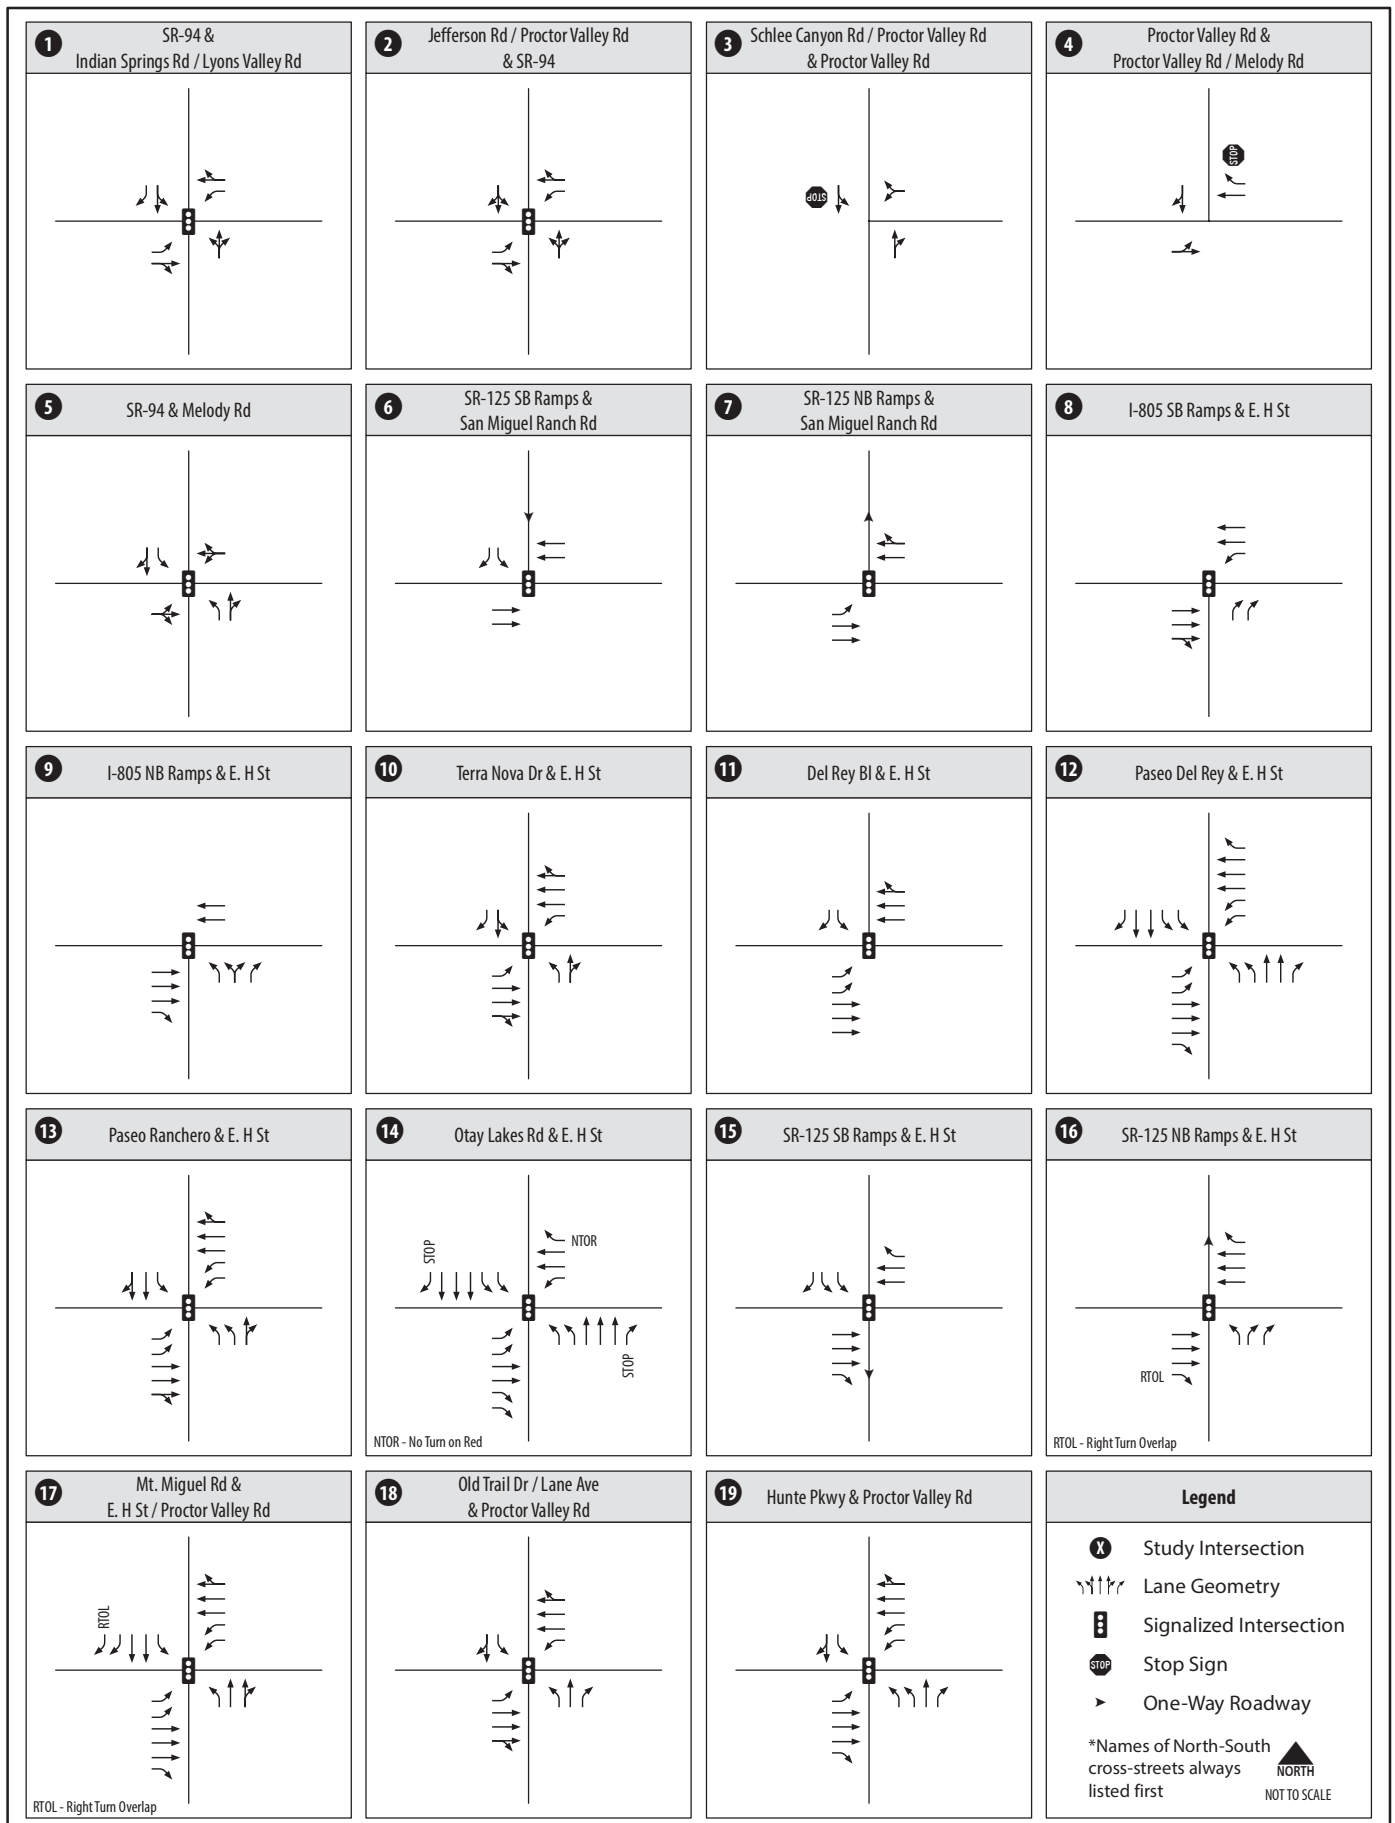 1
SR-94 &
Indian Springs Rd / Lyons Valley Rd
2
Jefferson Rd / Proctor Valley Rd
& SR-94
3
Schlee Canyon Rd / Proctor Valley Rd
& Proctor Valley Rd
4
Proctor Valley Rd &
Proctor Valley Rd / Melody Rd
STOP
STOP
5
SR-94 & Melody Rd
6
SR-125 SB Ramps &
San Miguel Ranch Rd
7
SR-125 NB Ramps &
San Miguel Ranch Rd
8
I-805 SB Ramps & E. H St
9
I-805 NB Ramps & E. H St
10
Terra Nova Dr & E. H St
11
Del Rey Bl & E. H St
12
Paseo Del Rey & E. H St
13
Paseo Ranchero & E. H St
14
Otay Lakes Rd & E. H St
STOP
NTOR
STOP
NTOR - No Turn on Red
15
SR-125 SB Ramps & E. H St
16
SR-125 NB Ramps & E. H St
RTOL
RTOL - Right Turn Overlap
17
Mt. Miguel Rd &
E. H St / Proctor Valley Rd
RTOL
RTOL - Right Turn Overlap
18
Old Trail Dr / Lane Ave
& Proctor Valley Rd
19
Hunte Pkwy & Proctor Valley Rd
Legend
X Study Intersection
Lane Geometry
Signalized Intersection
STOP Stop Sign
One-Way Roadway
*Names of North-South
cross-streets always
listed first
NORTH
NOT TO SCALE